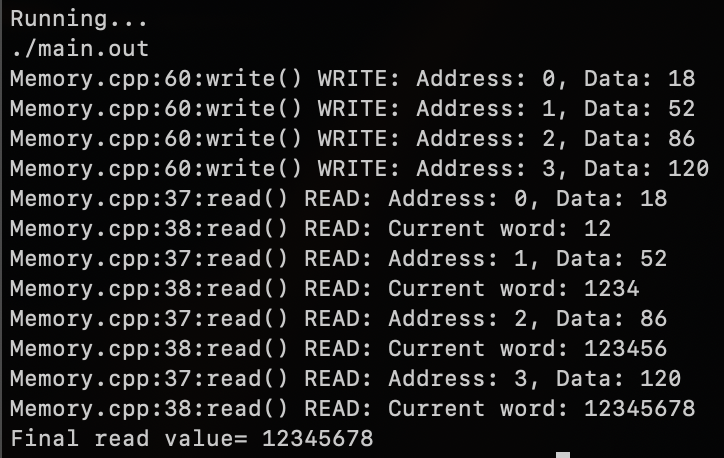 Running...
./main.out
Memory.cpp:60:write() WRITE: Address: 0, Data: 18
Memory.cpp:60:write() WRITE: Address: 1, Data: 52
Memory.cpp:60:write() WRITE: Address: 2, Data: 86
Memory.cpp:60:write() WRITE: Address: 3, Data: 120
Memory.cpp:37:read() READ: Address: 0, Data: 18
Memory.cpp:38:read() READ: Current word: 12
Memory.cpp:37:read() READ: Address: 1, Data: 52
Memory.cpp:38:read() READ: Current word: 1234
Memory.cpp:37:read() READ: Address: 2, Data: 86
Memory.cpp:38:read() READ: Current word: 123456
Memory.cpp:37:read() READ: Address: 3, Data: 120
Memory.cpp:38:read() READ: Current word: 12345678
Final read value= 12345678